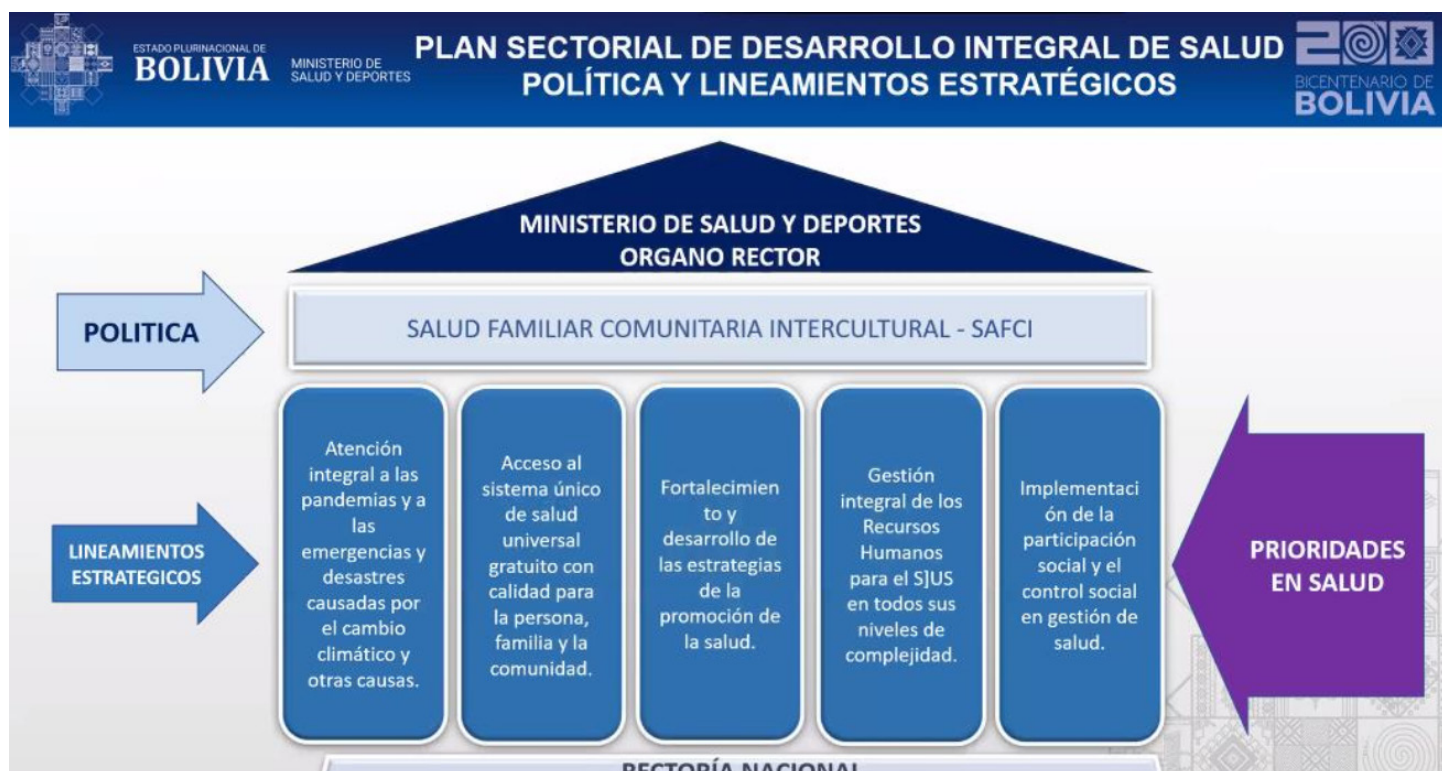 ESTADO PLURINACIONAL DE
BOLIVIA
MINISTERIO DE
SALUD Y DEPORTES
PLAN SECTORIAL DE DESARROLLO INTEGRAL DE SALUD
POLÍTICA Y LINEAMIENTOS ESTRATÉGICOS
200
BICENTENARIO DE
BOLIVIA
MINISTERIO DE SALUD Y DEPORTES
ORGANO RECTOR
POLITICA
SALUD FAMILIAR COMUNITARIA INTERCULTURAL - SAFCI
LINEAMIENTOS
ESTRATEGICOS
Atención
integral a las
pandemias y a
las
emergencias y
desastres
causadas por
el cambio
climático y
otras causas.
Acceso al
sistema único
de salud
universal
gratuito con
calidad para
la persona,
familia y la
comunidad.
Fortalecimien
to y
desarrollo de
las estrategias
de la
promoción de
la salud.
Gestión
integral de los
Recursos
Humanos
para el S]US
en todos sus
niveles de
complejidad.
Implementaci
ón de la
participación
social y el
control social
en gestión de
salud.
PRIORIDADES
EN SALUD
RECTORÍA NACIONAL